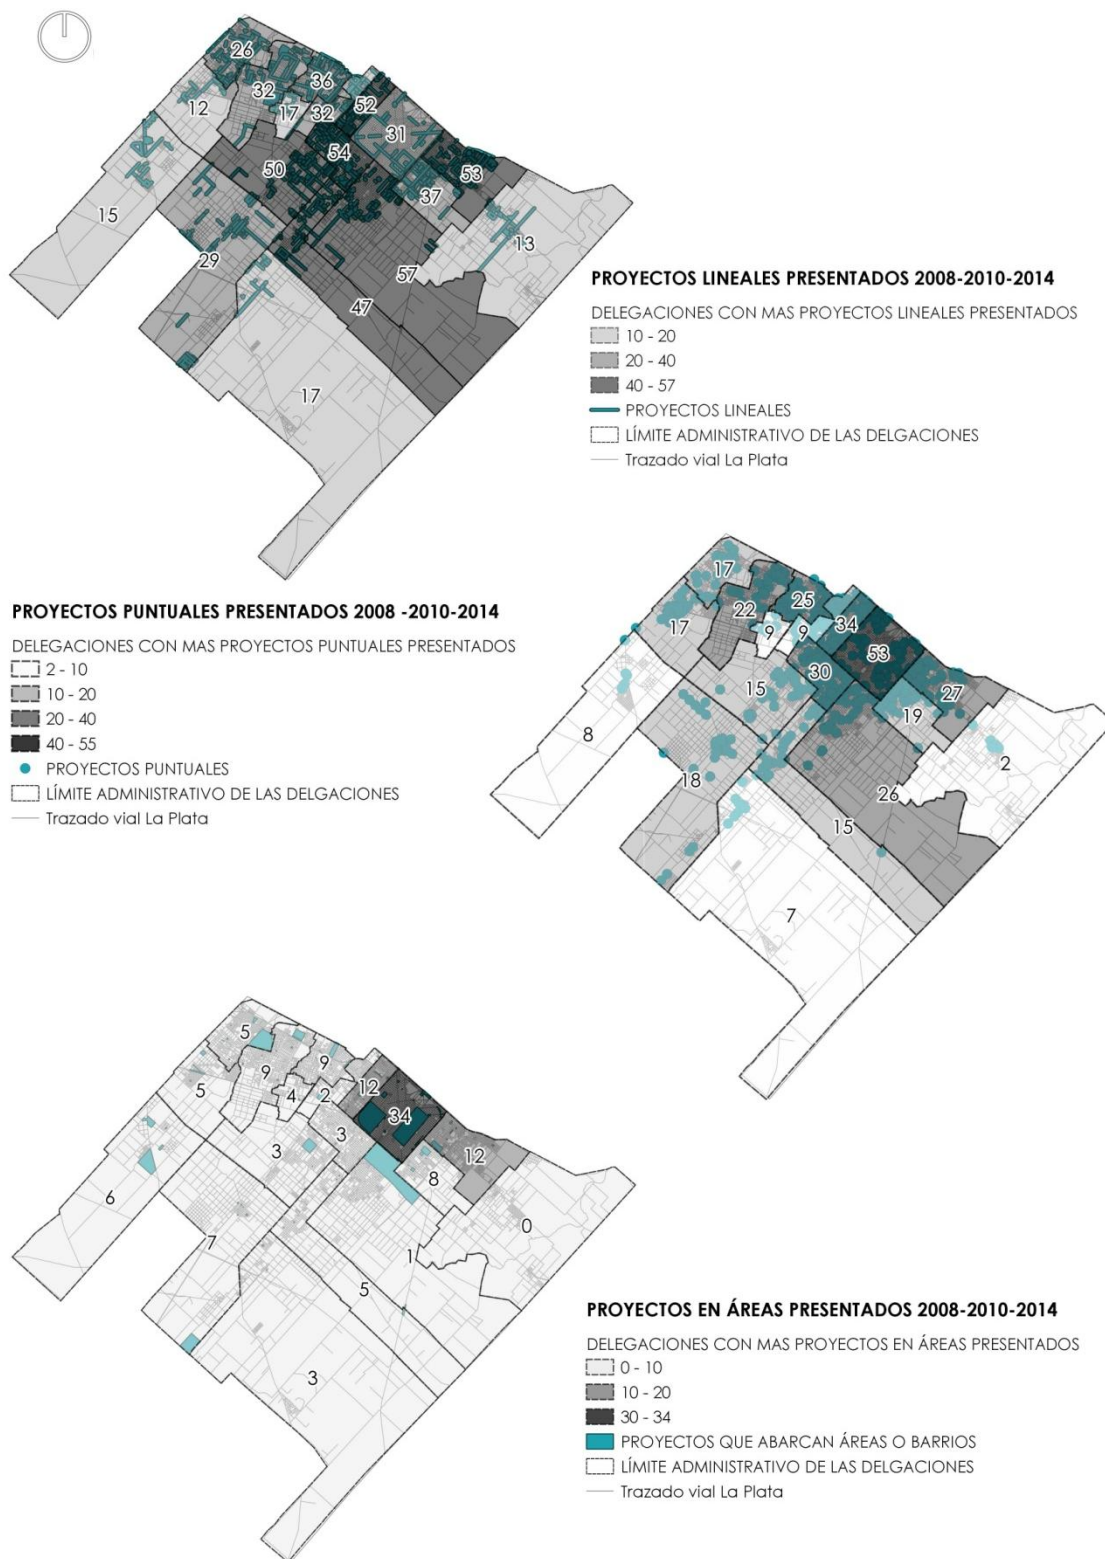 26
36
32
12
17
32
52
31
54
50
53
37
15
13
29
57
47
17
PROYECTOS LINEALES PRESENTADOS 2008-2010-2014
DELEGACIONES CON MAS PROYECTOS LINEALES PRESENTADOS
10 - 20
20 - 40
40 - 57
PROYECTOS LINEALES
LÍMITE ADMINISTRATIVO DE LAS DELGACIONES
Trazado vial La Plata
PROYECTOS PUNTUALES PRESENTADOS 2008 -2010-2014
DELEGACIONES CON MAS PROYECTOS PUNTUALES PRESENTADOS
2 - 10
10 - 20
20 - 40
40 - 55
PROYECTOS PUNTUALES
LÍMITE ADMINISTRATIVO DE LAS DELGACIONES
Trazado vial La Plata
17
25
22
17
9
9
34
53
30
15
27
19
8
2
18
26
15
7
5
9
9
5
4
2
12
34
3
3
12
8
6
0
7
1
5
3
PROYECTOS EN ÁREAS PRESENTADOS 2008-2010-2014
DELEGACIONES CON MAS PROYECTOS EN ÁREAS PRESENTADOS
0 - 10
10 - 20
30 - 34
PROYECTOS QUE ABARCAN ÁREAS O BARRIOS
LÍMITE ADMINISTRATIVO DE LAS DELGACIONES
Trazado vial La Plata